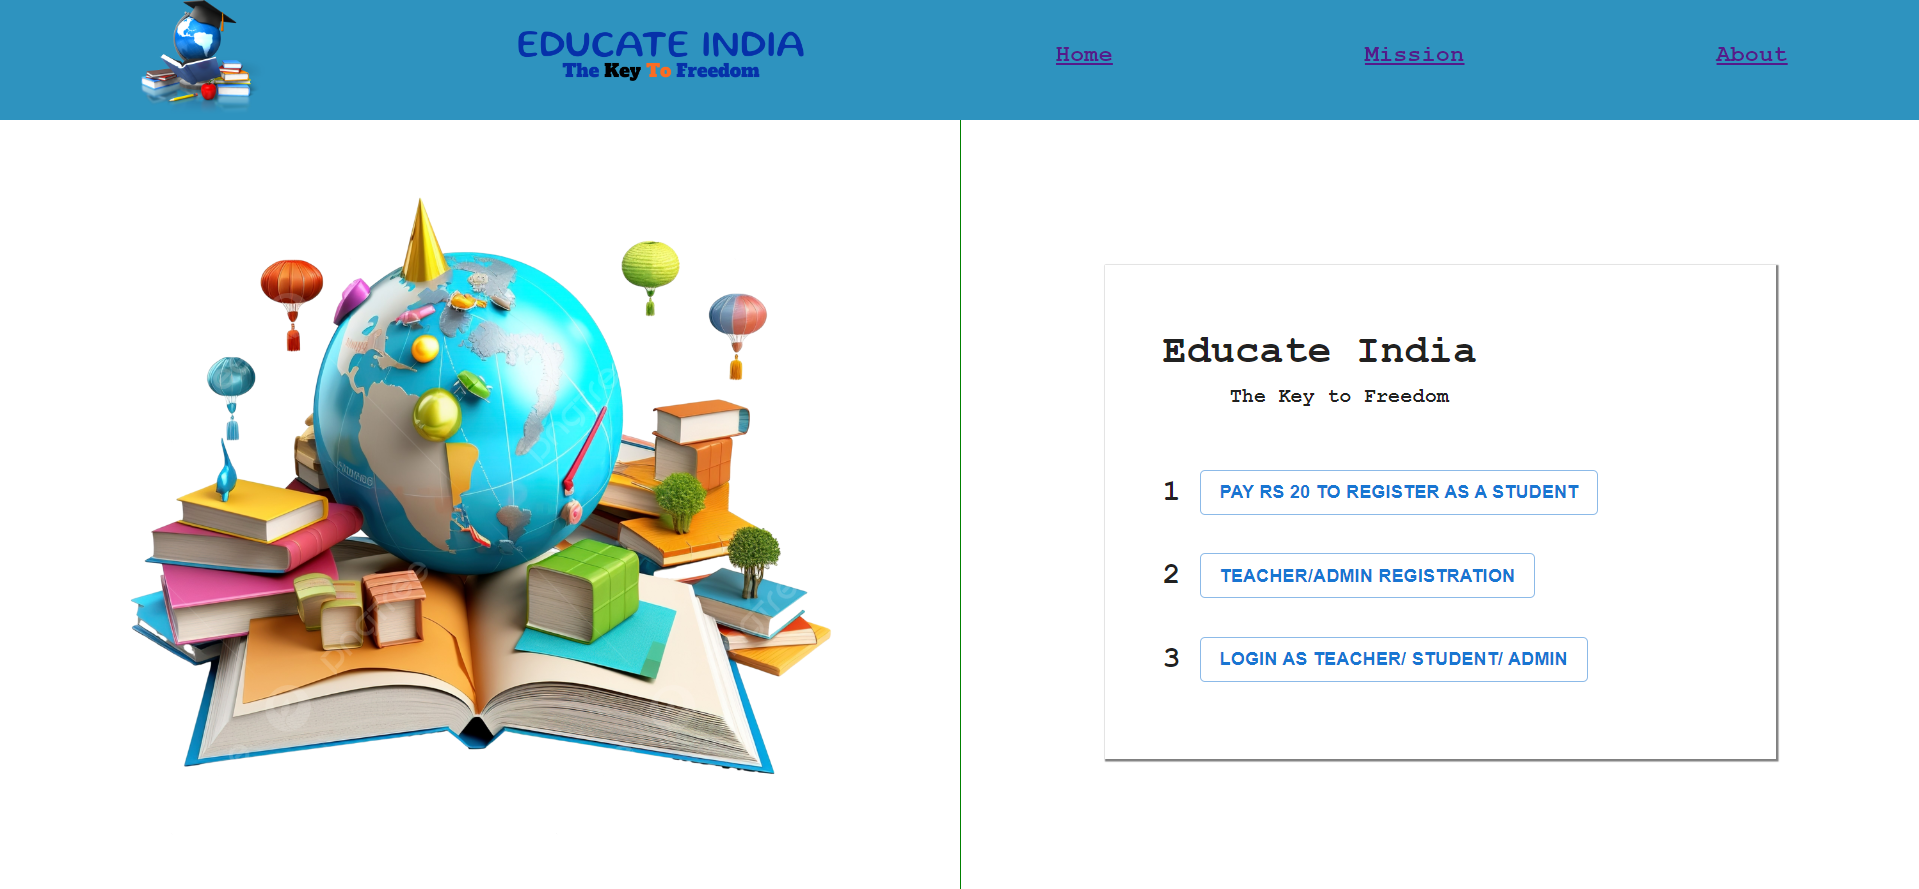 EDUCATE INDIA
The Key To Freedom
Home
Mission
About
Educate India
The Key to Freedom
1 PAY RS 20 TO REGISTER AS A STUDENT
2 TEACHER/ADMIN REGISTRATION
3 LOGIN AS TEACHER/ STUDENT/ ADMIN